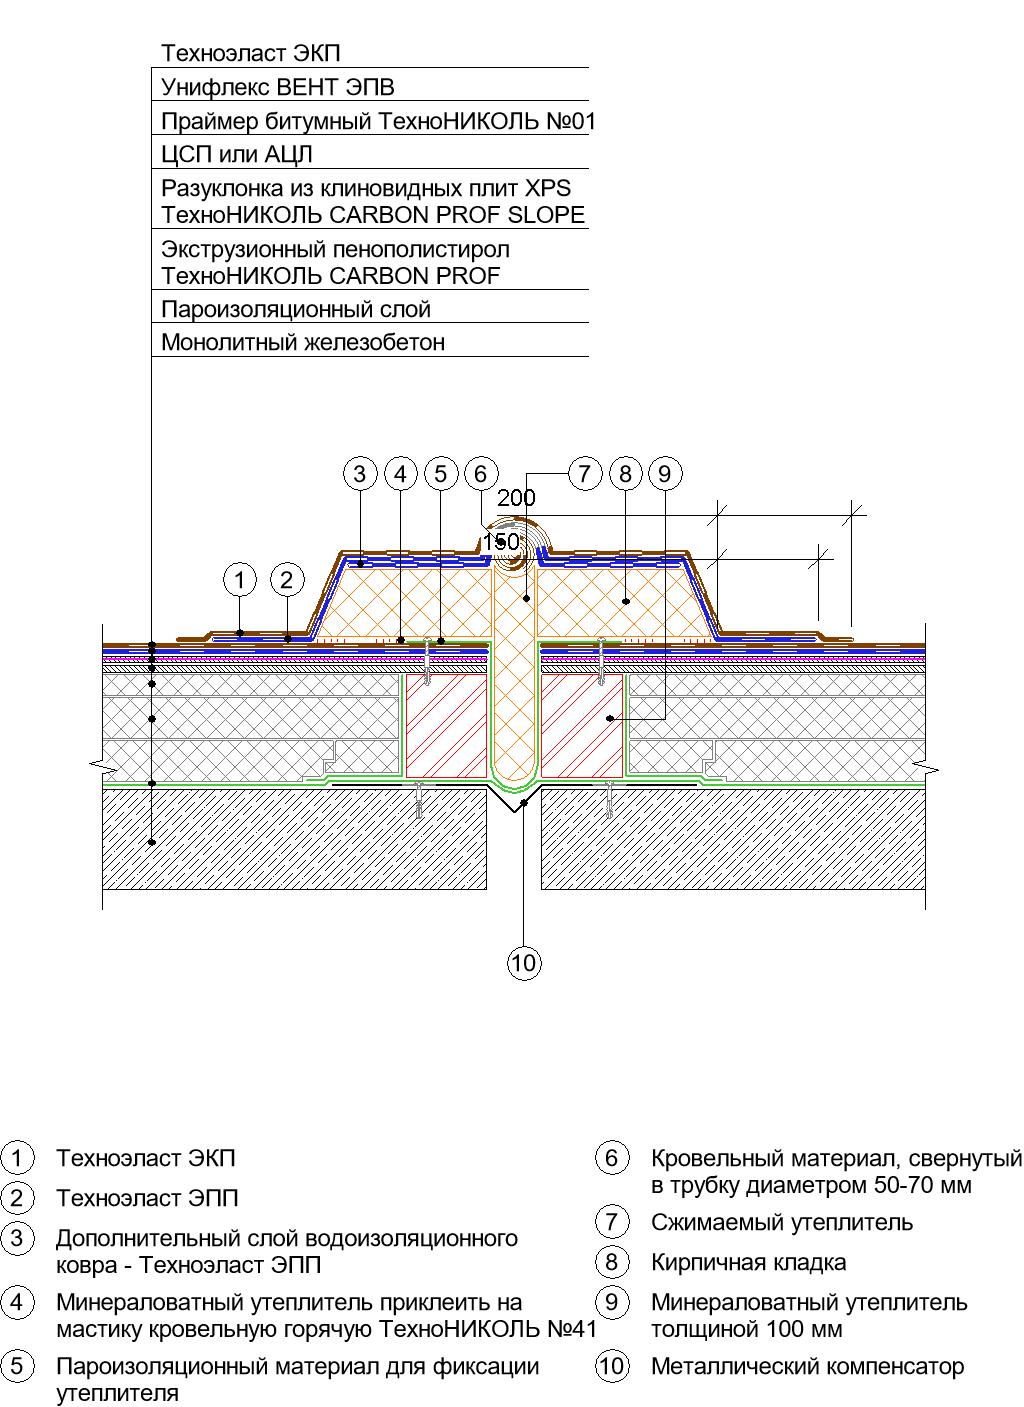 Техноэласт ЭКП
Унифлекс ВЕНТ ЭПВ
Праймер битумный ТехноНИКОЛЬ №01
ЦСП или АЦЛ
Разуклонка из клиновидных плит XPS
ТехноНИКОЛЬ CARBON PROF SLOPE
Экструзионный пенополистирол
ТехноНИКОЛЬ CARBON PROF
Пароизоляционный слой
Монолитный железобетон
3 4 5 6 7 8 9
200
150
1 2
10
1 Техноэласт ЭКП
2 Техноэласт ЭПП
3 Дополнительный слой водоизоляционного
ковра - Техноэласт ЭПП
4 Минераловатный утеплитель приклеить на
мастику кровельную горячую ТехноНИКОЛЬ №41
5 Пароизоляционный материал для фиксации
утеплителя
6 Кровельный материал, свернутый
в трубку диаметром 50-70 мм
7 Сжимаемый утеплитель
8 Кирпичная кладка
9 Минераловатный утеплитель
толщиной 100 мм
10 Металлический компенсатор